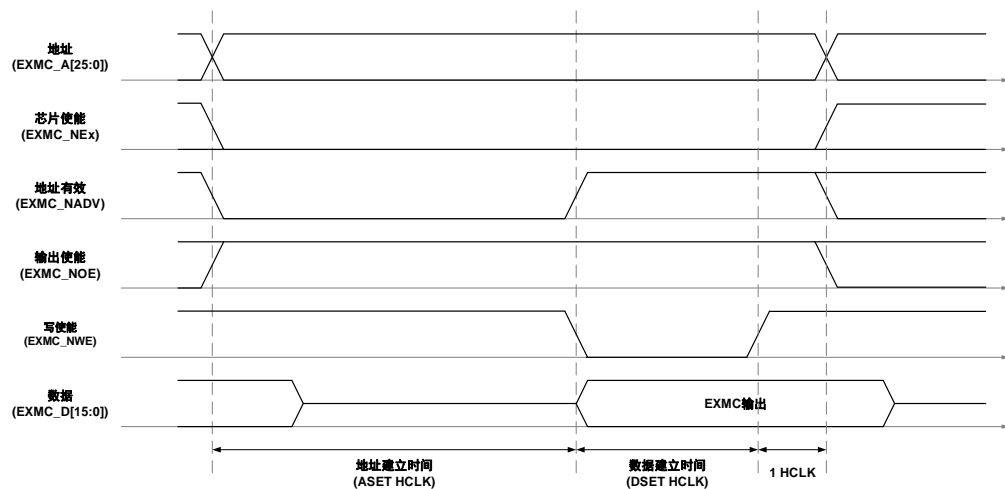 地址
(EXMC_A[25:0])
芯片使能
(EXMC_NEx)
地址有效
(EXMC_NADV)
输出使能
(EXMC_NOE)
写使能
(EXMC_NWE)
数据
(EXMC_D[15:0])
EXMC输出
地址建立时间
(ASET HCLK)
数据建立时间
(DSET HCLK)
1 HCLK